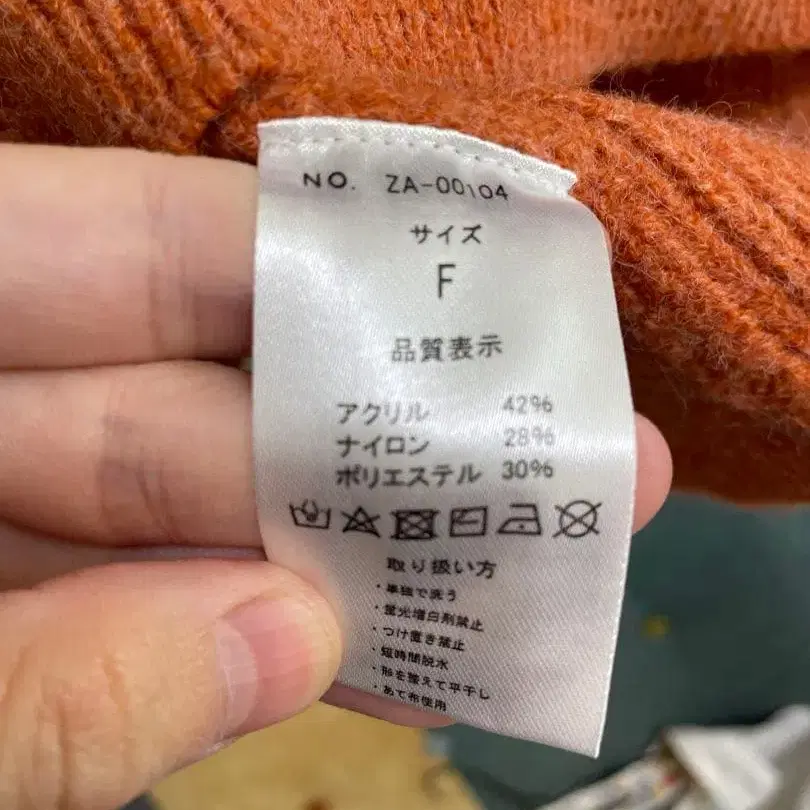 NO. ZA-00104
サイズ
F
品質表示
アクリル 42%
ナイロン 28%
ポリエステル 30%
取り扱い方
・単独で洗う
・蛍光増白剤禁止
・つけ置き禁止
・短時間脱水
・形を整えて平干し
・あて布使用